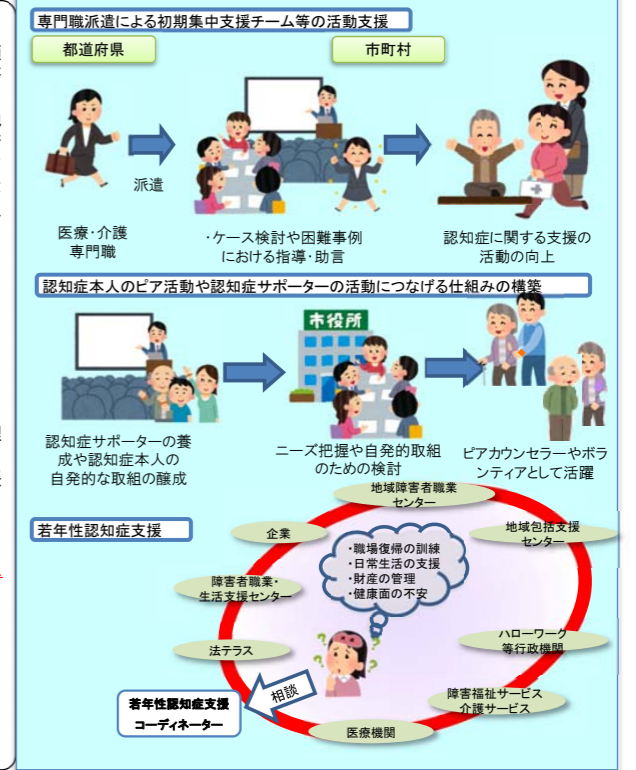 専門職派遣による初期集中支援チーム等の活動支援
都道府県
市町村
派遣
医療・介護
専門職
・ケース検討や困難事例
における指導・助言
認知症に関する支援の
活動の向上
認知症本人のピア活動や認知症サポーターの活動につなげる仕組みの構築
市役所
認知症サポーターの養
成や認知症本人の
自発的な取組の醸成
ニーズ把握や自発的取組
のための検討
ピアカウンセラーやボラ
ンティアとして活躍
若年性認知症支援
地域障害者職業
センター
企業
地域包括支援
センター
・職場復帰の訓練
・日常生活の支援
・財産の管理
・健康面の不安
障害者職業・
生活支援センター
ハローワーク
等行政機関
法テラス
相談
障害福祉サービス
介護サービス
若年性認知症支援
コーディネーター
医療機関